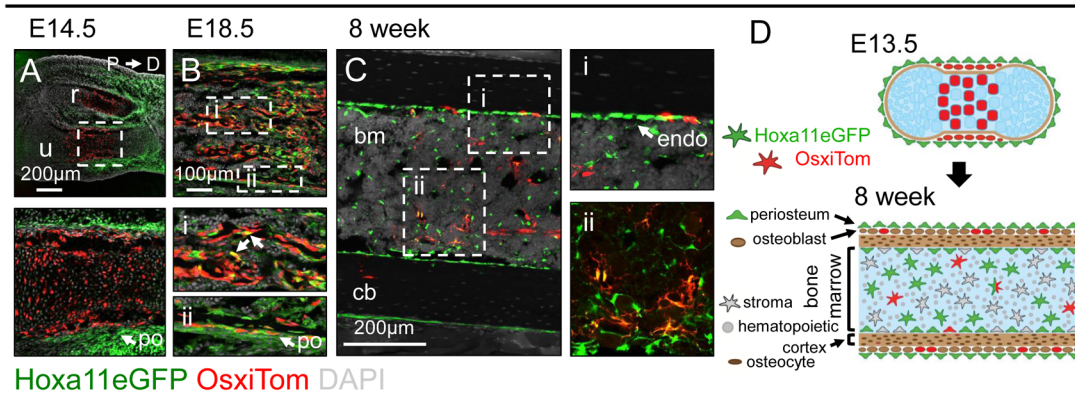 E14.5
E18.5
8 week
A
P → D
r
u
200μm
po
B
i
ii
100μm
i
ii
po
C
bm
i
ii
cb
200μm
i
endo
ii
Hoxa11eGFP OsxiTom DAPI
D
E13.5
Hoxa11eGFP
OsxiTom
8 week
periosteum
osteoblast
bone
marrow
stroma
hematopoietic
cortex
osteocyte